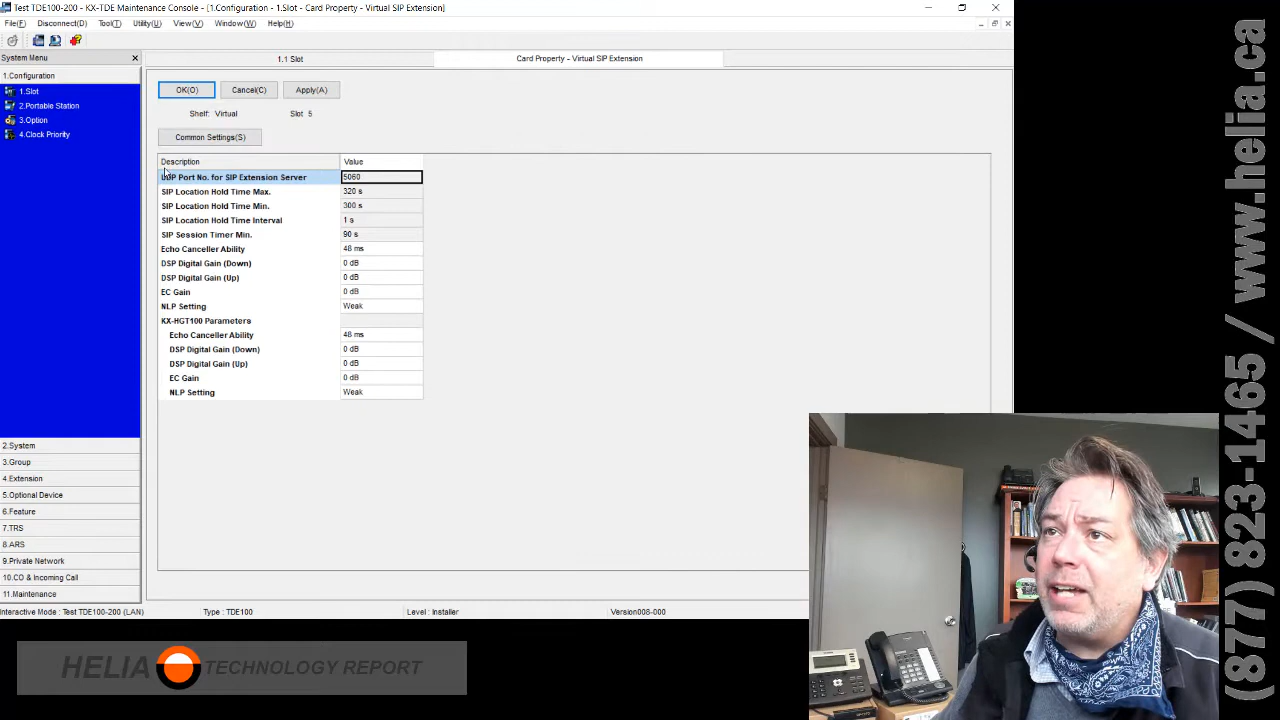 Test TDE100-200 - KX-TDE Maintenance Console - [1.Configuration - 1.Slot - Card Property - Virtual SIP Extension]
File(F) Disconnect(D) Tool(T) Utility(U) View(V) Window(W) Help(H)
System Menu
1.Configuration
1.Slot
2.Portable Station
3.Option
4.Clock Priority
2.System
3.Group
4.Extension
5.Optional Device
6.Feature
7.TRS
8.ARS
9.Private Network
10.CO & Incoming Call
11.Maintenance
1.1 Slot
Card Property - Virtual SIP Extension
OK(O) Cancel(C) Apply(A)
Shelf: Virtual Slot 5
Common Settings(S)
Description Value
Port No. for SIP Extension Server 5060
SIP Location Hold Time Max. 320 s
SIP Location Hold Time Min. 300 s
SIP Location Hold Time Interval 1 s
SIP Session Timer Min. 90 s
Echo Canceller Ability 48 ms
DSP Digital Gain (Down) 0 dB
DSP Digital Gain (Up) 0 dB
EC Gain 0 dB
NLP Setting Weak
KX-HGT100 Parameters
Echo Canceller Ability 48 ms
DSP Digital Gain (Down) 0 dB
DSP Digital Gain (Up) 0 dB
EC Gain 0 dB
NLP Setting Weak
Interactive Mode : Test TDE100-200 (LAN) Type : TDE100 Level : Installer Version008-000
HELIA TECHNOLOGY REPORT
(877) 823-1465 / www.helia.ca